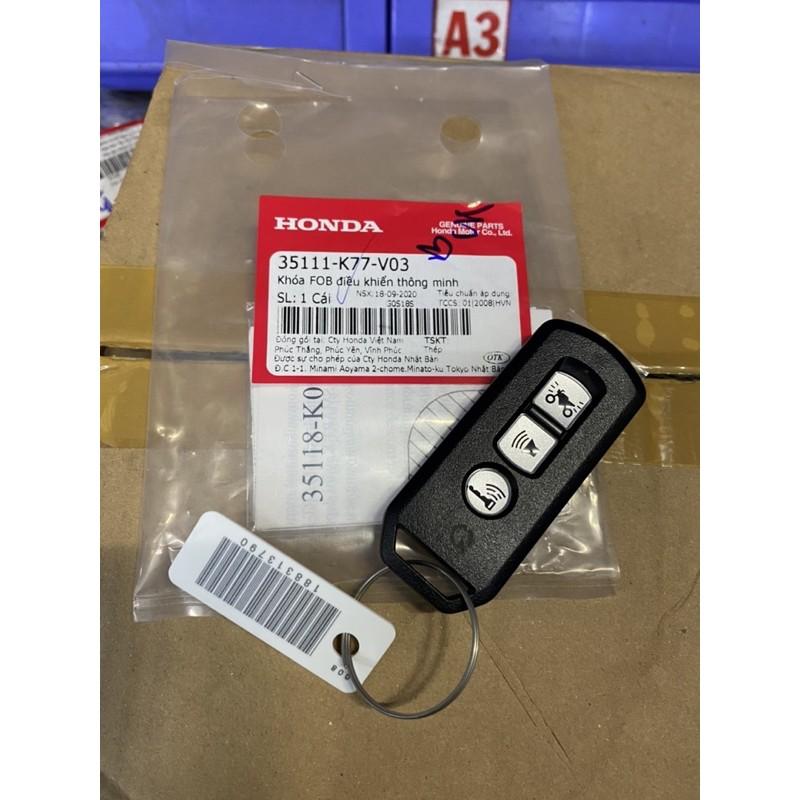 A3
HONDA
GENUINE PARTS
Honda Motor Co., Ltd.
35111-K77-V03
Khóa FOB điều khiển thông minh
SL: 1 Cái
NSX: 18-09-2020
Tiêu chuẩn áp dụng:
GOS18S
TCCS: 01|2008|HVN
Đóng gói tại: Cty Honda Việt Nam
TSKT:
Phúc Thắng, Phúc Yên, Vĩnh Phúc
Thép
Được sự cho phép của Cty Honda Nhật Bản
OTK
Đ.C 1-1. Minami Aoyama 2-chome.Minato-ku Tokyo Nhật Bản
35118-K0
188313790